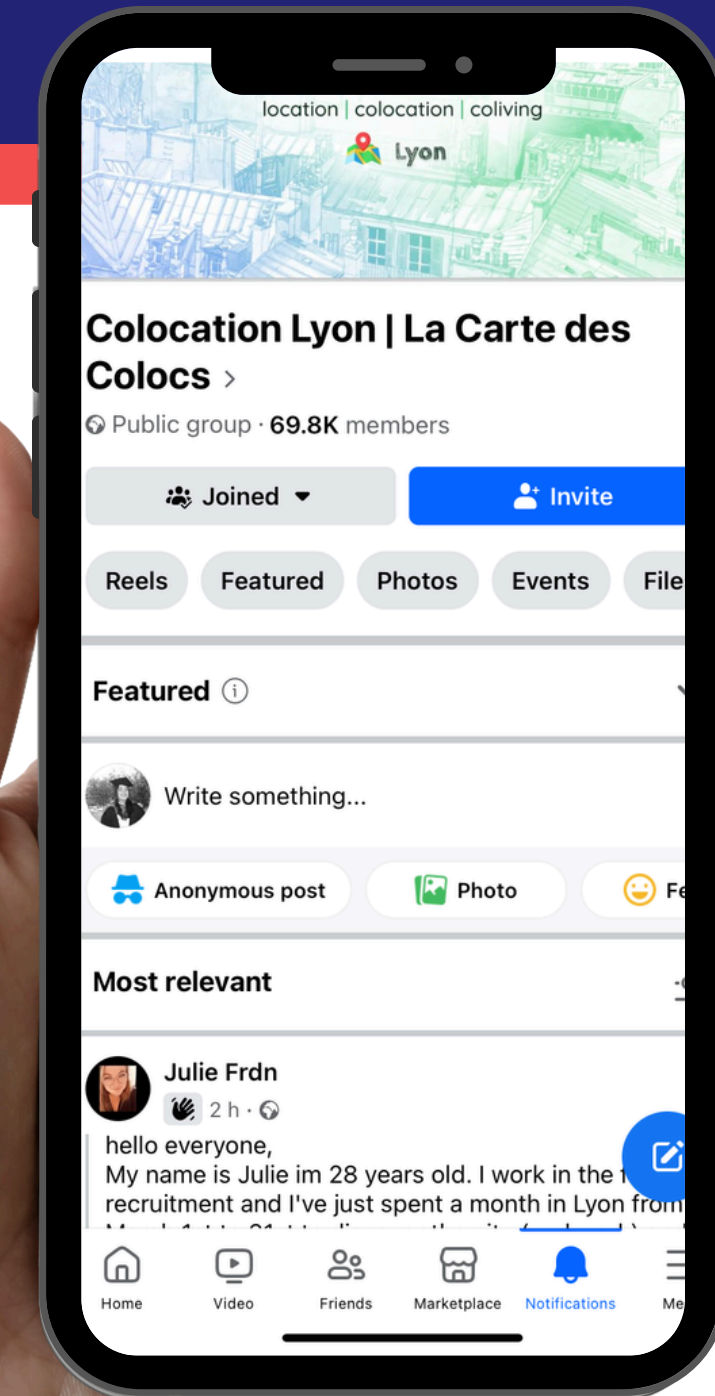 location | colocation | coliving
Lyon
Colocation Lyon | La Carte des
Colocs >
Public group · 69.8K members
Joined
Invite
Reels
Featured
Photos
Events
File
Featured
Write something...
Anonymous post
Photo
Fe
Most relevant
Julie Frdn
2 h ·
hello everyone,
My name is Julie im 28 years old. I work in the
recruitment and I've just spent a month in Lyon from
Home
Video
Friends
Marketplace
Notifications
Me